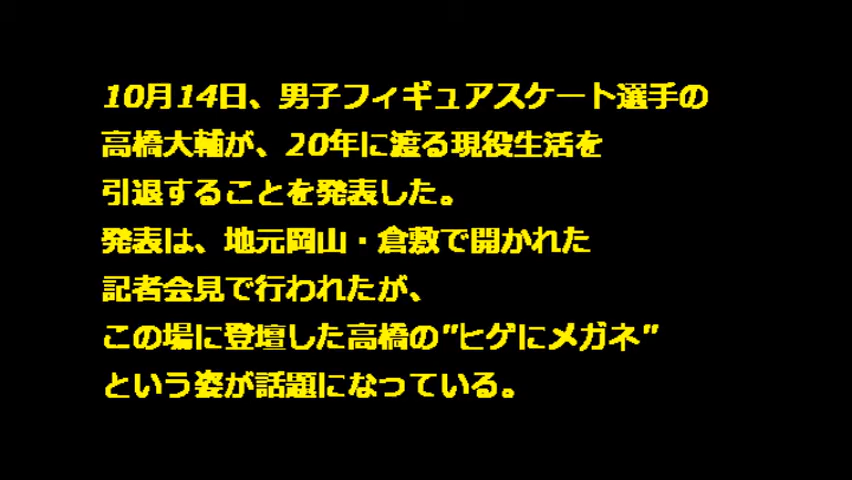 10月14日、男子フィギュアスケート選手の
高橋大輔が、20年に渡る現役生活を
引退することを発表した。
発表は、地元岡山・倉敷で開かれた
記者会見で行われたが、
この場に登壇した高橋の"ヒゲにメガネ"
という姿が話題になっている。